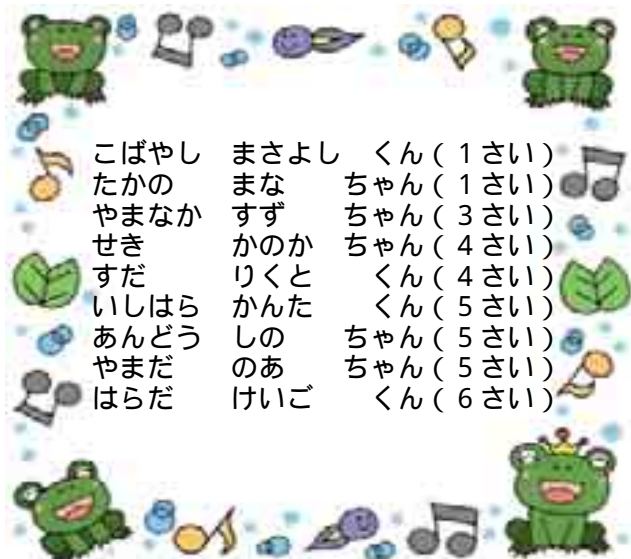 こばやし　まさよし　くん（1さい）
たかの　　まな　　ちゃん（1さい）
やまなか　すず　　ちゃん（3さい）
せき　　　かのか　ちゃん（4さい）
すだ　　　りくと　　くん（4さい）
いしはら　かんた　　くん（5さい）
あんどう　しの　　ちゃん（5さい）
やまだ　　のあ　　ちゃん（5さい）
はらだ　　けいご　　くん（6さい）